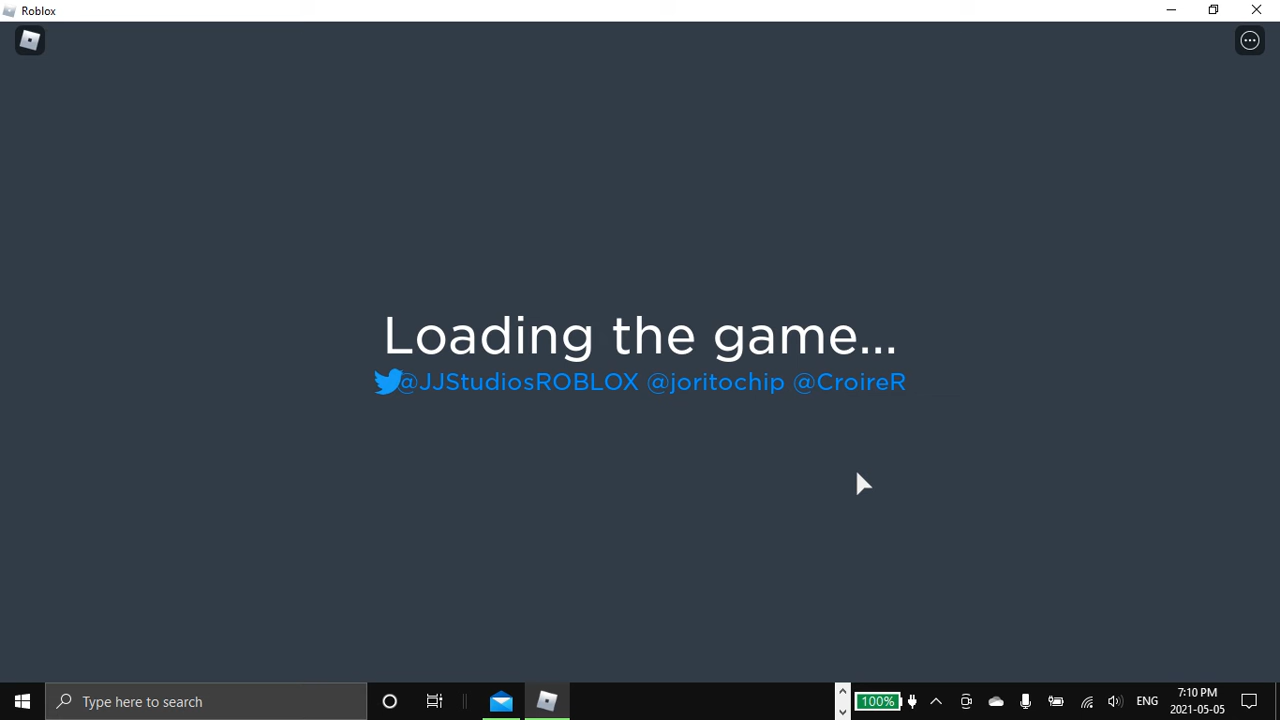 Roblox
Loading the game...
@JJStudiosROBLOX @joritochip @CroireR
Type here to search
100%
ENG
7:10 PM
2021-05-05